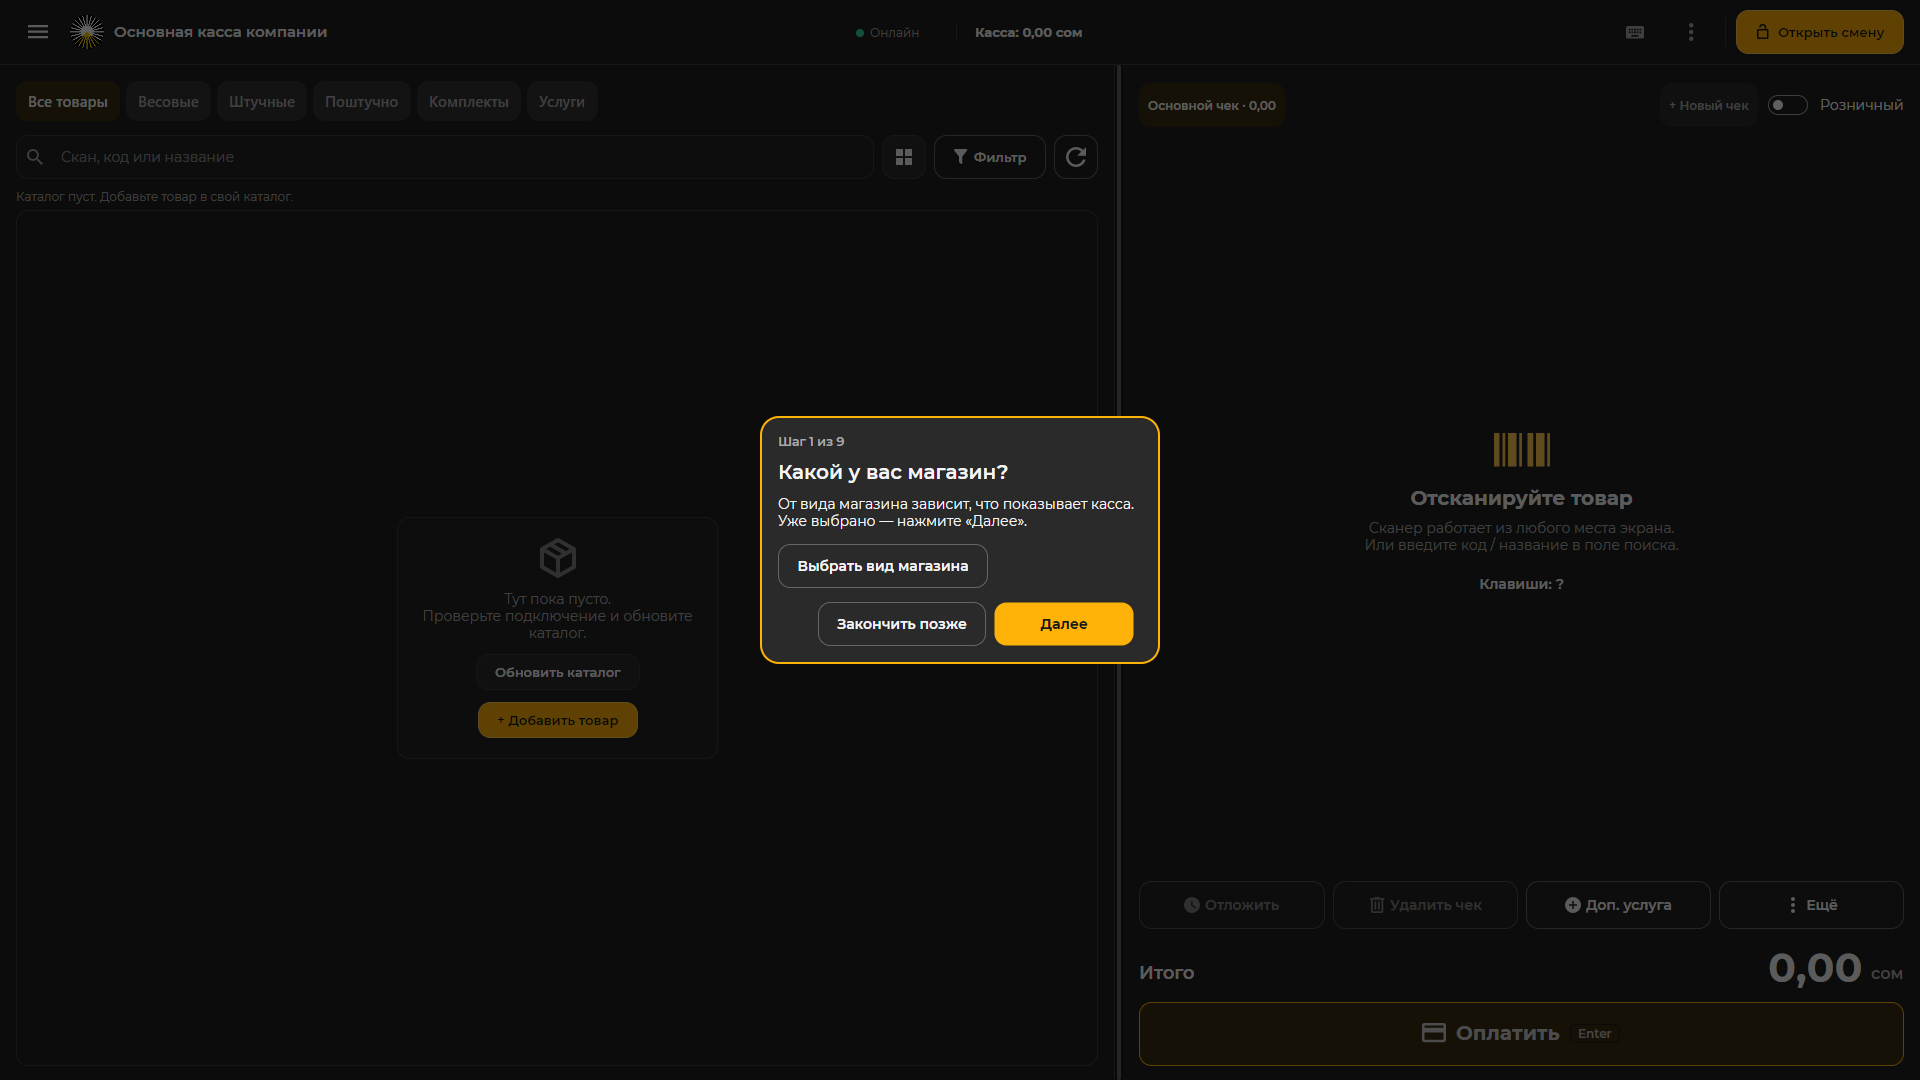 Основная касса компании
Онлайн
Касса: 0,00 сом
Открыть смену
Все товары
Весовые
Штучные
Поштучно
Комплекты
Услуги
Скан, код или название
Фильтр
Каталог пуст. Добавьте товар в свой каталог.
Тут пока пусто.
Проверьте подключение и обновите
каталог.
Обновить каталог
+ Добавить товар
Шаг 1 из 9
Какой у вас магазин?
От вида магазина зависит, что показывает касса.
Уже выбрано — нажмите «Далее».
Выбрать вид магазина
Закончить позже
Далее
Основной чек · 0,00
+ Новый чек
Розничный
Отсканируйте товар
Сканер работает из любого места экрана.
Или введите код / название в поле поиска.
Клавиши: ?
Отложить
Удалить чек
Доп. услуга
Ещё
Итого
0,00 сом
Оплатить Enter